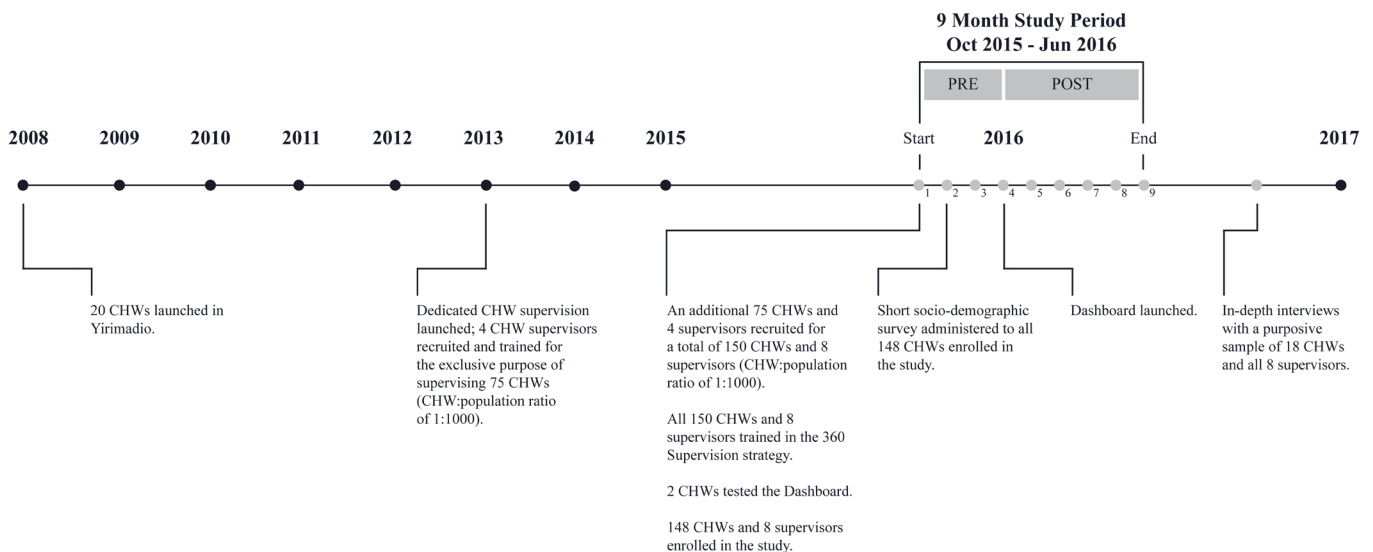 9 Month Study Period
Oct 2015 - Jun 2016
PRE
POST
2008
2009
2010
2011
2012
2013
2014
2015
Start
2016
End
2017
1
2
3
4
5
6
7
8
9
20 CHWs launched in
Yirimadio.
Dedicated CHW supervision
launched; 4 CHW supervisors
recruited and trained for
the exclusive purpose of
supervising 75 CHWs
(CHW:population ratio
of 1:1000).
An additional 75 CHWs and
4 supervisors recruited for
a total of 150 CHWs and 8
supervisors (CHW:population
ratio of 1:1000).
All 150 CHWs and 8
supervisors trained in the 360
Supervision strategy.
2 CHWs tested the Dashboard.
148 CHWs and 8 supervisors
enrolled in the study.
Short socio-demographic
survey administered to all
148 CHWs enrolled in
the study.
Dashboard launched.
In-depth interviews
with a purposive
sample of 18 CHWs
and all 8 supervisors.